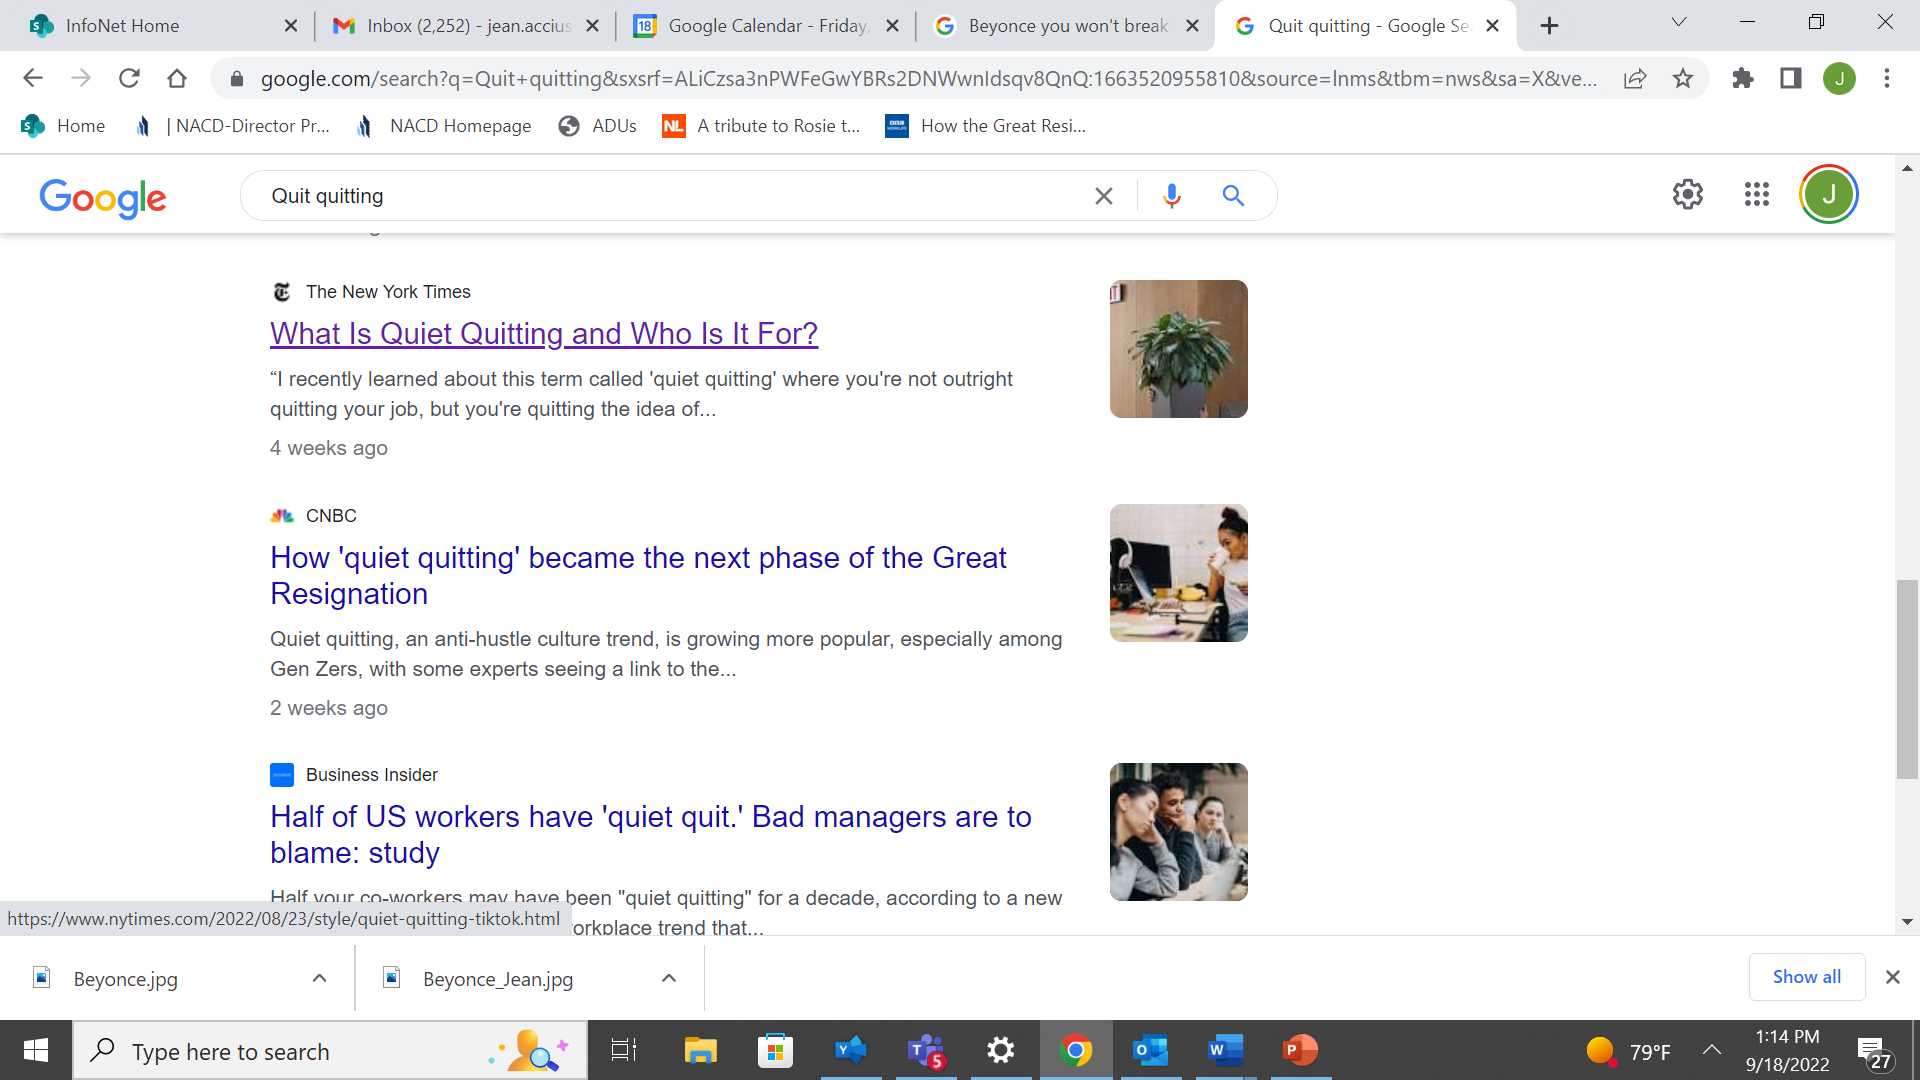 InfoNet Home
Inbox (2,252) - jean.accius
Google Calendar - Friday,
Beyonce you won't break
Quit quitting - Google Se
google.com/search?q=Quit+quitting&sxsrf=ALiCzsa3nPWFeGwYBRs2DNWwnIdsqv8QnQ:1663520955810&source=lnms&tbm=nws&sa=X&ve...
J
Home
| NACD-Director Pr...
NACD Homepage
ADUs
NL
A tribute to Rosie t...
How the Great Resi...
Google
Quit quitting
J
The New York Times
What Is Quiet Quitting and Who Is It For?
“I recently learned about this term called 'quiet quitting' where you're not outright
quitting your job, but you're quitting the idea of...
4 weeks ago
CNBC
How 'quiet quitting' became the next phase of the Great
Resignation
Quiet quitting, an anti-hustle culture trend, is growing more popular, especially among
Gen Zers, with some experts seeing a link to the...
2 weeks ago
Business Insider
Half of US workers have 'quiet quit.' Bad managers are to
blame: study
Half your co-workers may have been "quiet quitting" for a decade, according to a new
https://www.nytimes.com/2022/08/23/style/quiet-quitting-tiktok.html
orkplace trend that...
Beyonce.jpg
Beyonce_Jean.jpg
Show all
Type here to search
5
79°F
1:14 PM
9/18/2022
27